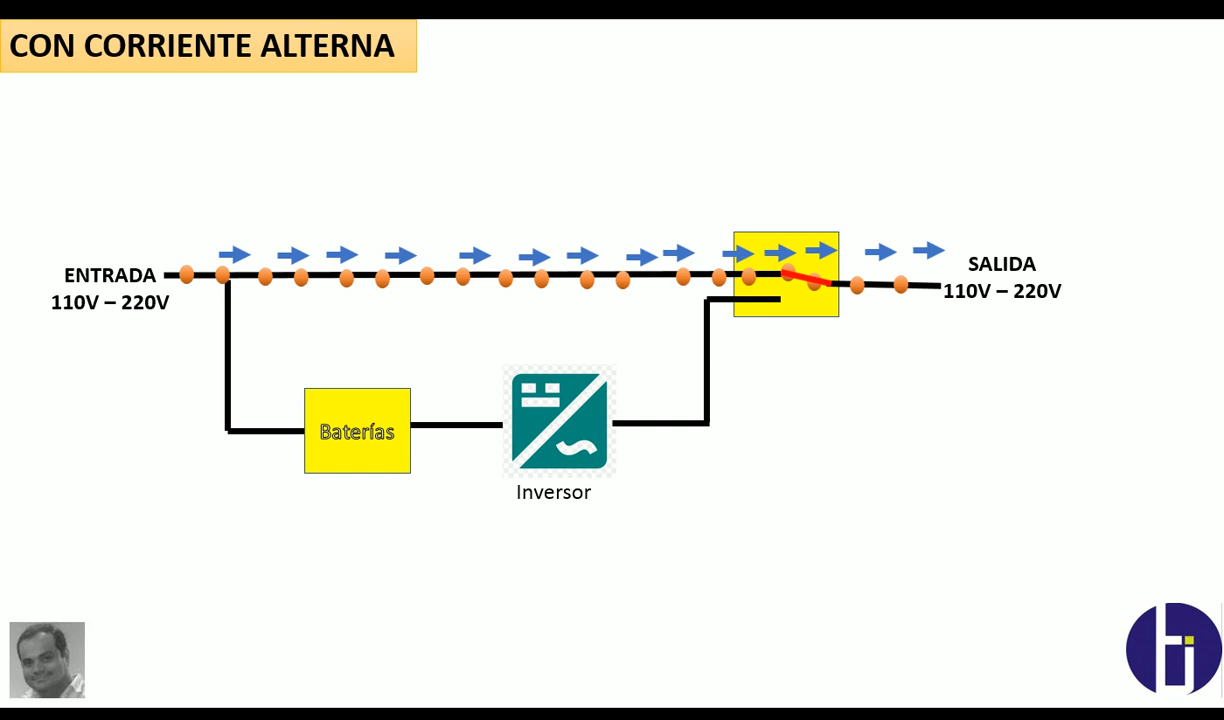 CON CORRIENTE ALTERNA
ENTRADA
110V – 220V
SALIDA
110V – 220V
Baterías
Inversor